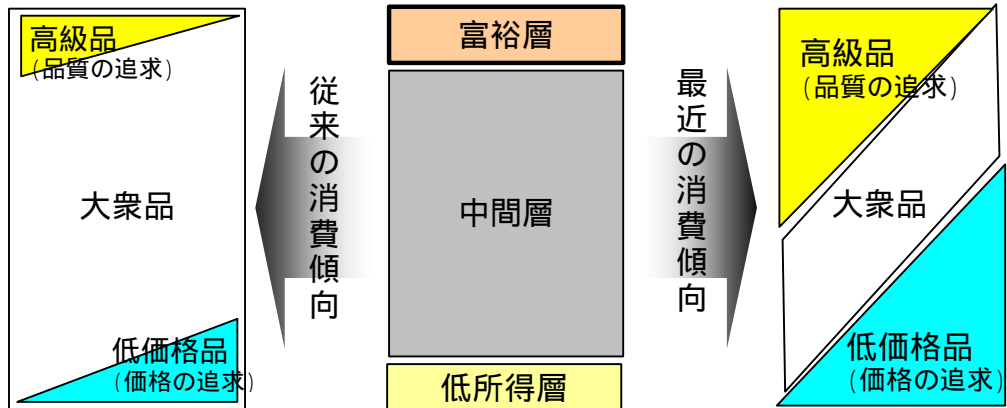 高級品
(品質の追求)
大衆品
低価格品
(価格の追求)
従来の消費傾向
富裕層
中間層
低所得層
最近の消費傾向
高級品
(品質の追求)
大衆品
低価格品
(価格の追求)